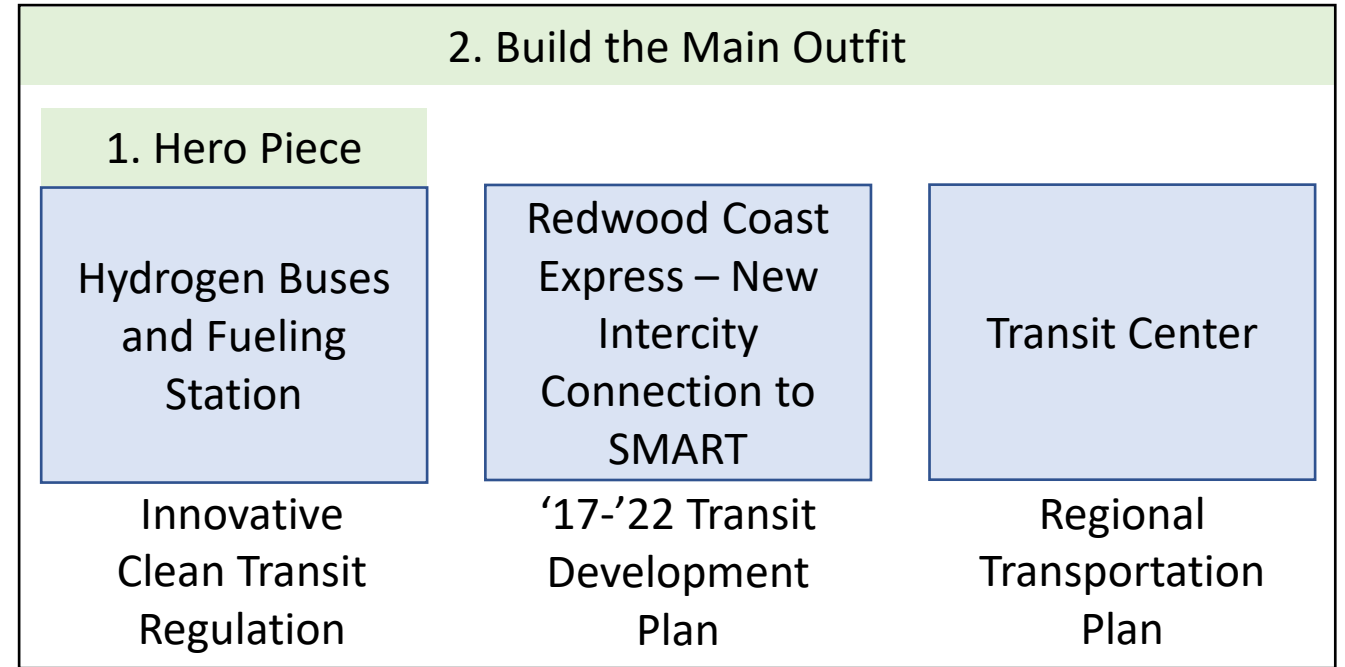 2. Build the Main Outfit
1. Hero Piece
Hydrogen Buses
and Fueling
Station
Redwood Coast
Express – New
Intercity
Connection to
SMART
Transit Center
Innovative
Clean Transit
Regulation
‘17-’22 Transit
Development
Plan
Regional
Transportation
Plan